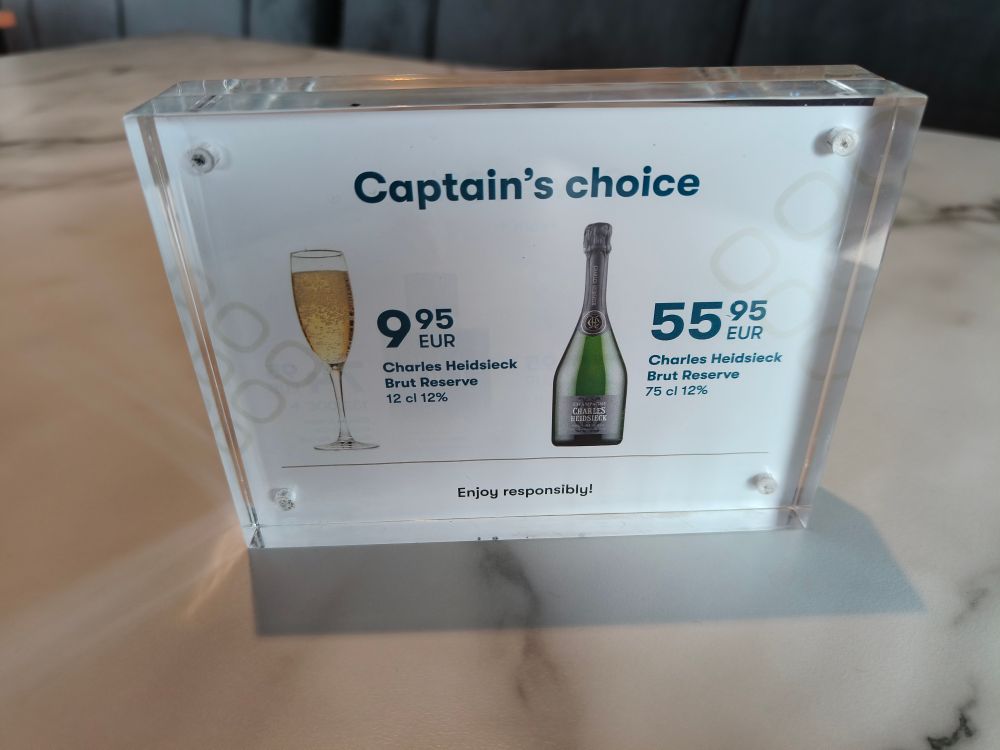 Captain's choice
9 95 EUR
Charles Heidsieck
Brut Reserve
12 cl 12%
CHAMPAGNE
CHARLES
HEIDSIECK
55 95 EUR
Charles Heidsieck
Brut Reserve
75 cl 12%
Enjoy responsibly!